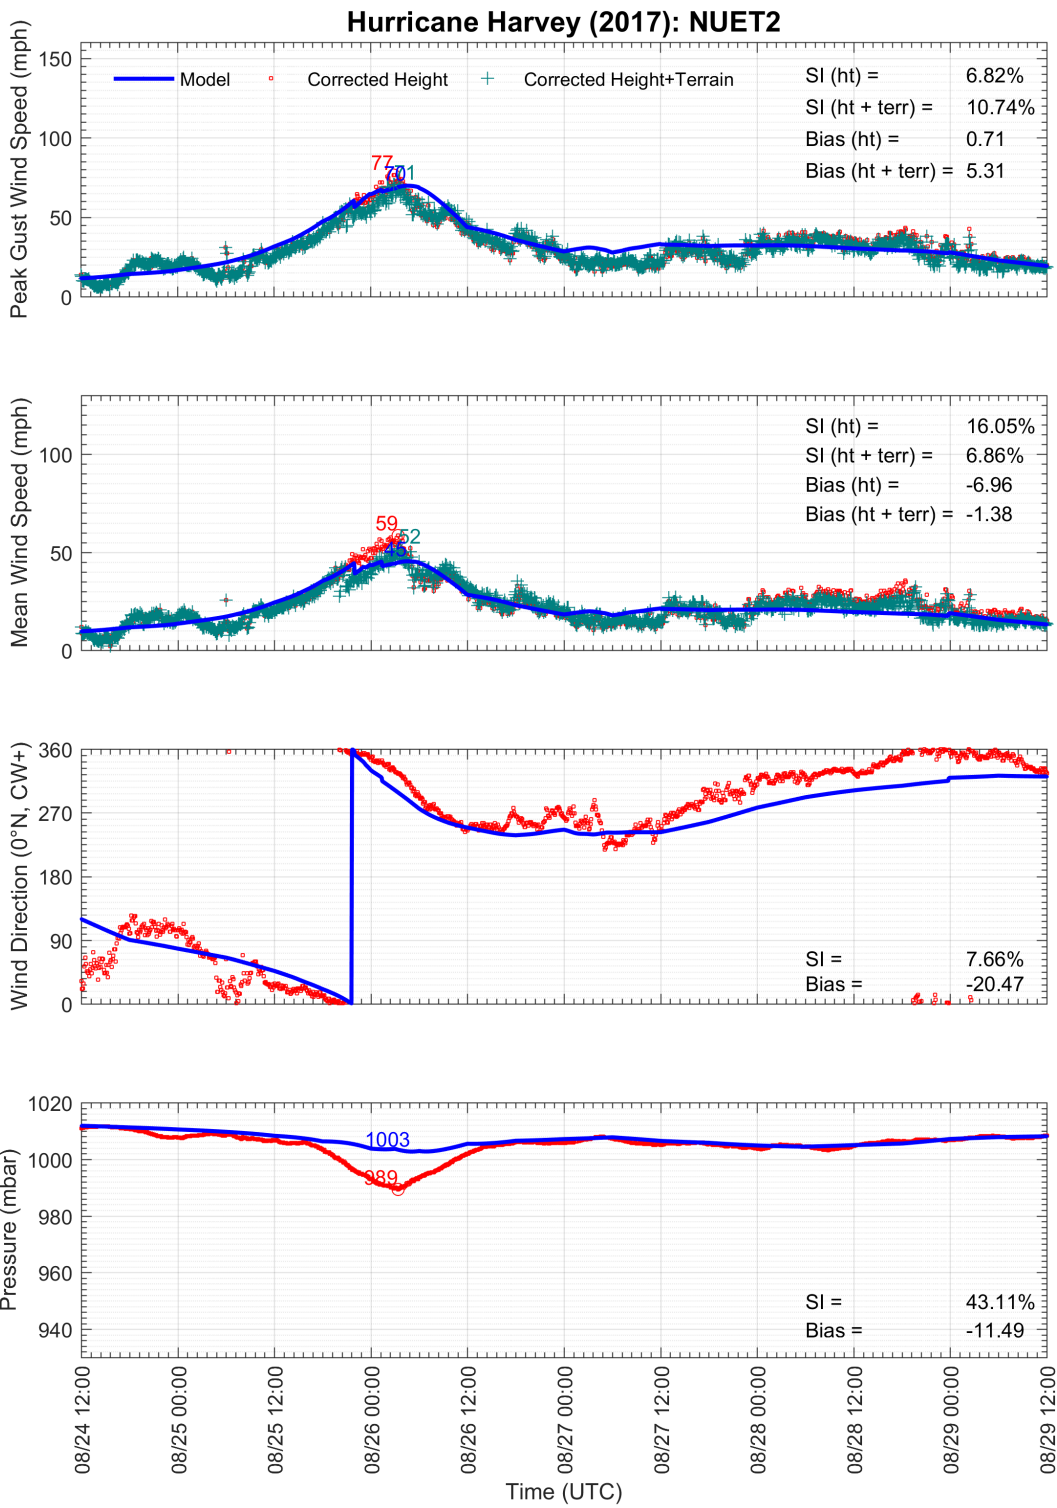 Hurricane Harvey (2017): NUET2
Peak Gust Wind Speed (mph)
150
100
50
0
Model
Corrected Height
Corrected Height+Terrain
SI (ht) = 6.82%
SI (ht + terr) = 10.74%
Bias (ht) = 0.71
Bias (ht + terr) = 5.31
77
70
71
Mean Wind Speed (mph)
100
50
0
SI (ht) = 16.05%
SI (ht + terr) = 6.86%
Bias (ht) = -6.96
Bias (ht + terr) = -1.38
59
52
45
Wind Direction (0°N, CW+)
360
270
180
90
0
SI = 7.66%
Bias = -20.47
Pressure (mbar)
1020
1000
980
960
940
1003
989
SI = 43.11%
Bias = -11.49
08/24 12:00
08/25 00:00
08/25 12:00
08/26 00:00
08/26 12:00
08/27 00:00
08/27 12:00
08/28 00:00
08/28 12:00
08/29 00:00
08/29 12:00
Time (UTC)